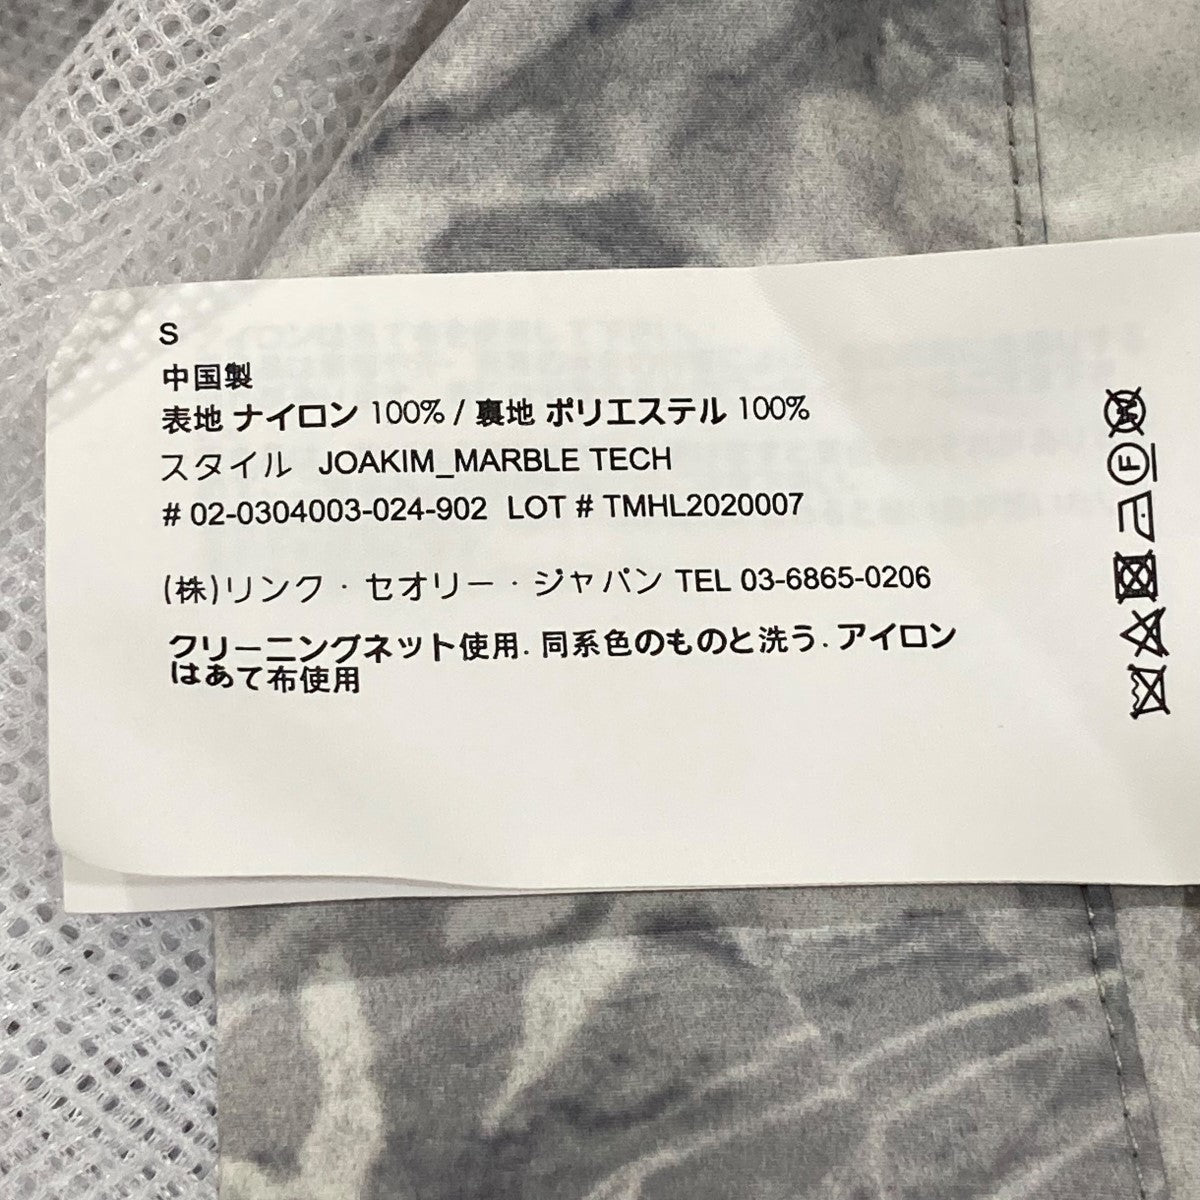 S
中国製
表地 ナイロン 100% / 裏地 ポリエステル 100%
スタイル JOAKIM_MARBLE TECH
# 02-0304003-024-902 LOT # TMHL2020007
(株)リンク・セオリー・ジャパン TEL 03-6865-0206
クリーニングネット使用. 同系色のものと洗う. アイロン
はあて布使用
W
F